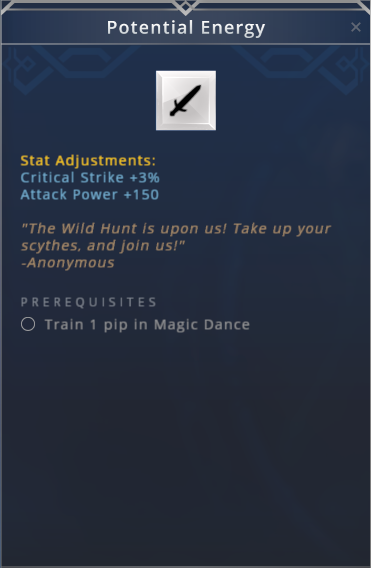 Potential Energy
Stat Adjustments:
Critical Strike +3%
Attack Power +150
"The Wild Hunt is upon us! Take up your
scythes, and join us!"
-Anonymous
PREREQUISITES
Train 1 pip in Magic Dance